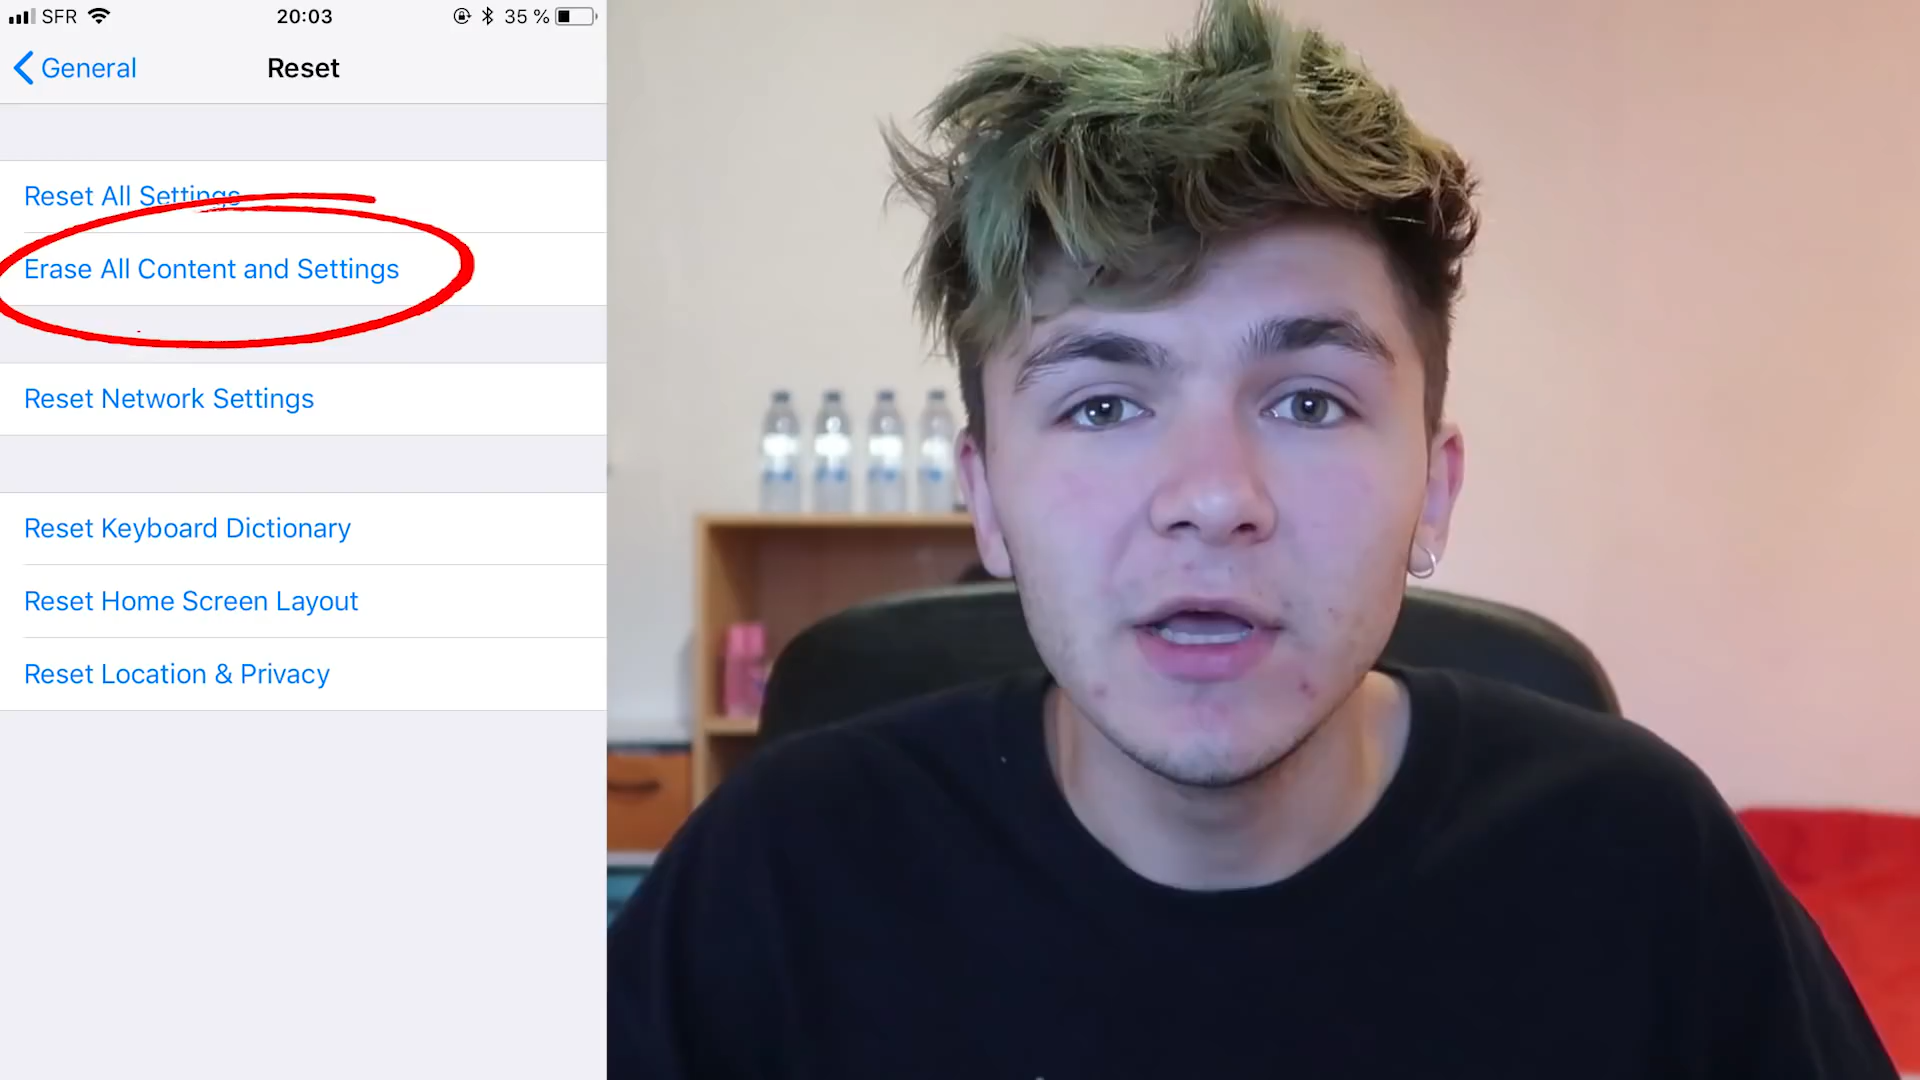 SFR 20:03 35 %
General Reset
Reset All Settings
Erase All Content and Settings
Reset Network Settings
Reset Keyboard Dictionary
Reset Home Screen Layout
Reset Location & Privacy